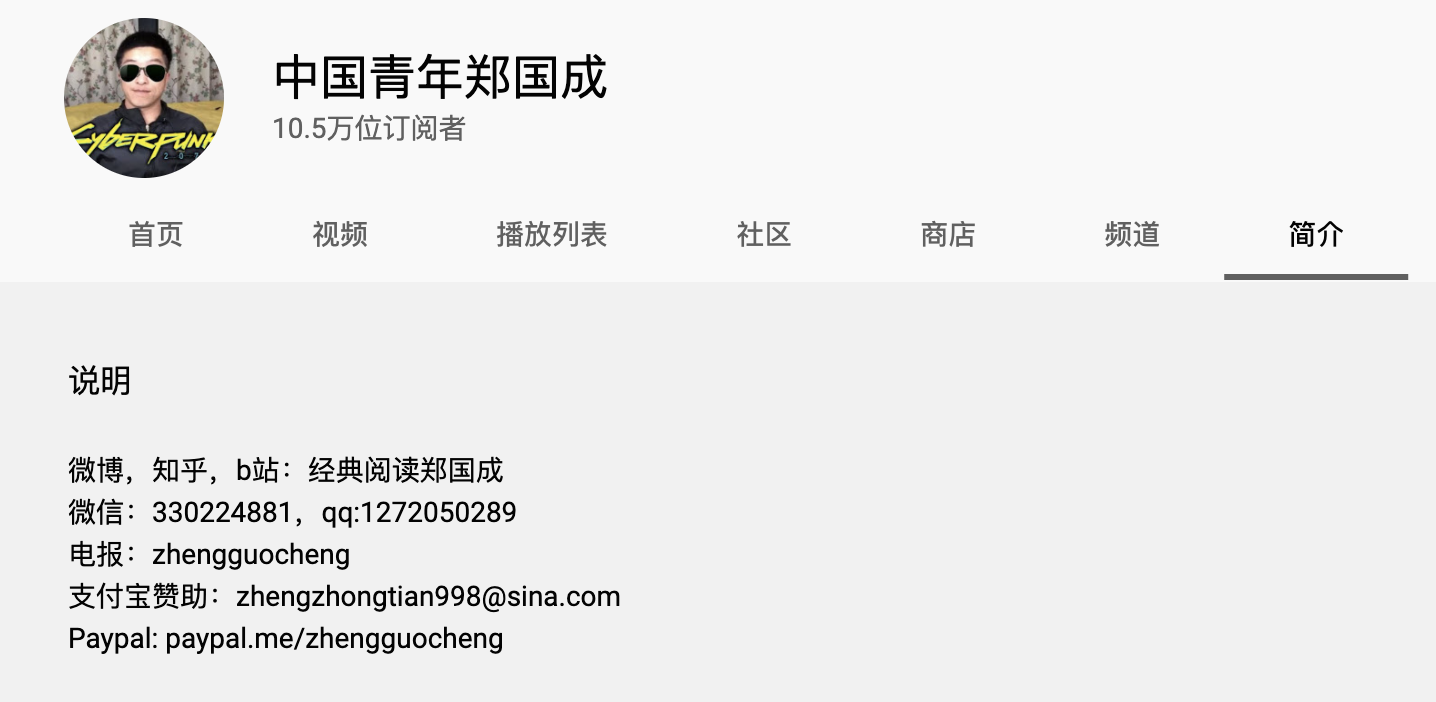 中国青年郑国成
10.5万位订阅者
CYBERPUNK
首页 视频 播放列表 社区 商店 频道 简介
说明
微博，知乎，b站：经典阅读郑国成
微信：330224881，qq:1272050289
电报：zhengguocheng
支付宝赞助：zhengzhongtian998@sina.com
Paypal: paypal.me/zhengguocheng